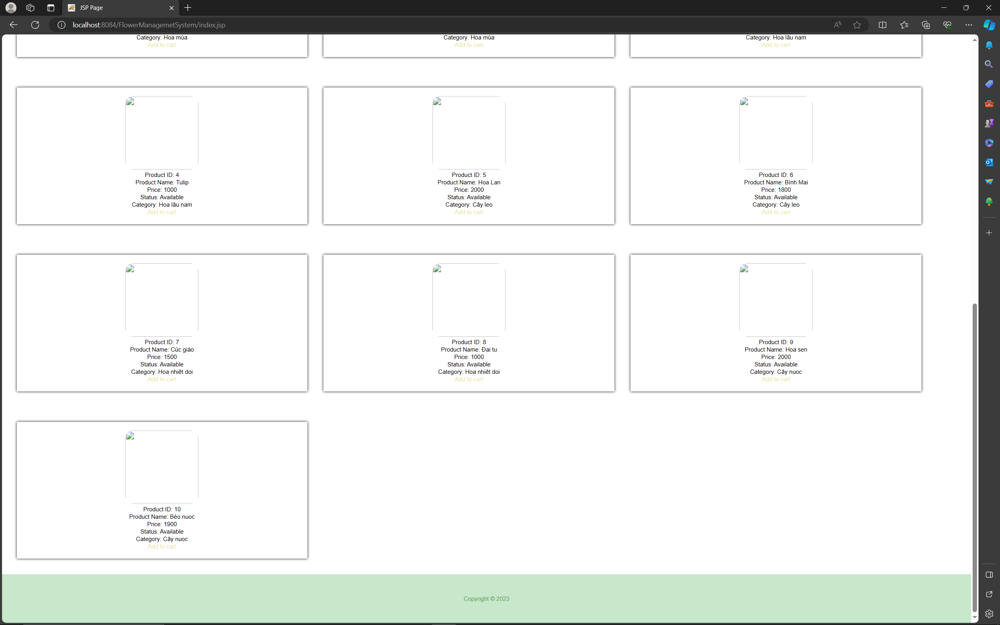 JSP Page
localhost:8084/FlowerManagemetSystem/index.jsp
Category: Hoa mùa
Add to cart
Category: Hoa mùa
Add to cart
Category: Hoa lâu nam
Add to cart
Product ID: 4
Product Name: Tulip
Price: 1000
Status: Available
Category: Hoa lâu nam
Add to cart
Product ID: 5
Product Name: Hoa Lan
Price: 2000
Status: Available
Category: Cây leo
Add to cart
Product ID: 6
Product Name: Bình Mai
Price: 1800
Status: Available
Category: Cây leo
Add to cart
Product ID: 7
Product Name: Cúc giáo
Price: 1500
Status: Available
Category: Hoa nhiêt doi
Add to cart
Product ID: 8
Product Name: Đai tu
Price: 1000
Status: Available
Category: Hoa nhiêt doi
Add to cart
Product ID: 9
Product Name: Hoa sen
Price: 2000
Status: Available
Category: Cây nuoc
Add to cart
Product ID: 10
Product Name: Bèo nuoc
Price: 1900
Status: Available
Category: Cây nuoc
Add to cart
Copyright © 2023